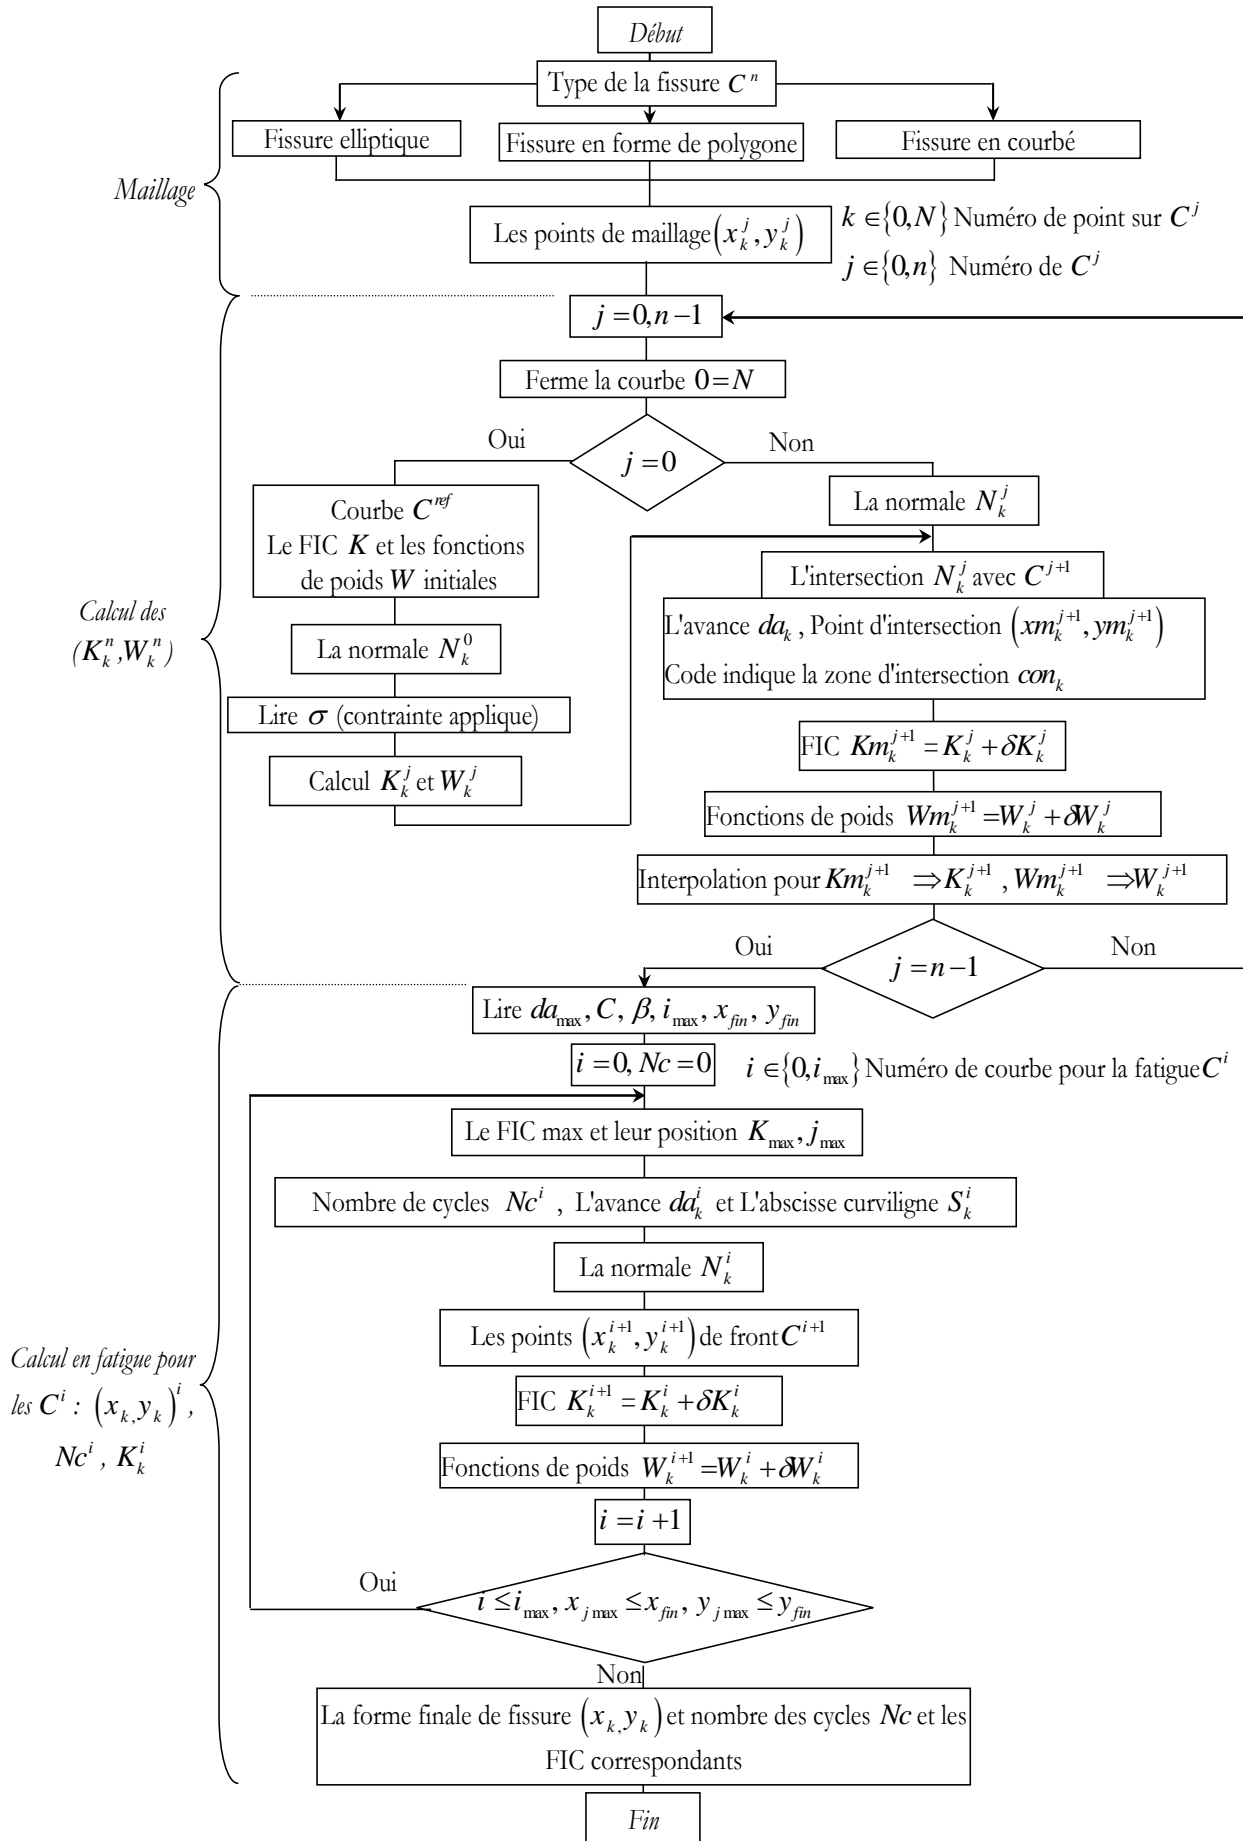 Début
Type de la fissure C^n
Fissure elliptique
Fissure en forme de polygone
Fissure en courbé
Maillage
Les points de maillage (x_k^j, y_k^j)
k ∈ {0,N} Numéro de point sur C^j
j ∈ {0,n} Numéro de C^j
j = 0, n−1
Ferme la courbe 0 = N
Oui
j = 0
Non
Courbe C^ref
Le FIC K et les fonctions
de poids W initiales
La normale N_k^0
Lire σ (contrainte applique)
Calcul K_k^j et W_k^j
La normale N_k^j
L'intersection N_k^j avec C^{j+1}
L'avance da_k , Point d'intersection (xm_k^{j+1}, ym_k^{j+1})
Code indique la zone d'intersection con_k
FIC Km_k^{j+1} = K_k^j + δK_k^j
Fonctions de poids Wm_k^{j+1} = W_k^j + δW_k^j
Interpolation pour Km_k^{j+1} ⇒ K_k^{j+1} , Wm_k^{j+1} ⇒ W_k^{j+1}
Calcul des
(K_k^n, W_k^n)
Oui
j = n−1
Non
Lire da_max, C, β, i_max, x_fin, y_fin
i = 0, Nc = 0
i ∈ {0, i_max} Numéro de courbe pour la fatigue C^i
Le FIC max et leur position K_max, j_max
Nombre de cycles Nc^i , L'avance da_k^i et L'abscisse curviligne S_k^i
La normale N_k^i
Les points (x_k^{i+1}, y_k^{i+1}) de front C^{i+1}
FIC K_k^{i+1} = K_k^i + δK_k^i
Fonctions de poids W_k^{i+1} = W_k^i + δW_k^i
i = i + 1
Calcul en fatigue pour
les C^i : (x_k, y_k)^i ,
Nc^i , K_k^i
Oui
i ≤ i_max, x_{j max} ≤ x_fin, y_{j max} ≤ y_fin
Non
La forme finale de fissure (x_k, y_k) et nombre des cycles Nc et les
FIC correspondants
Fin